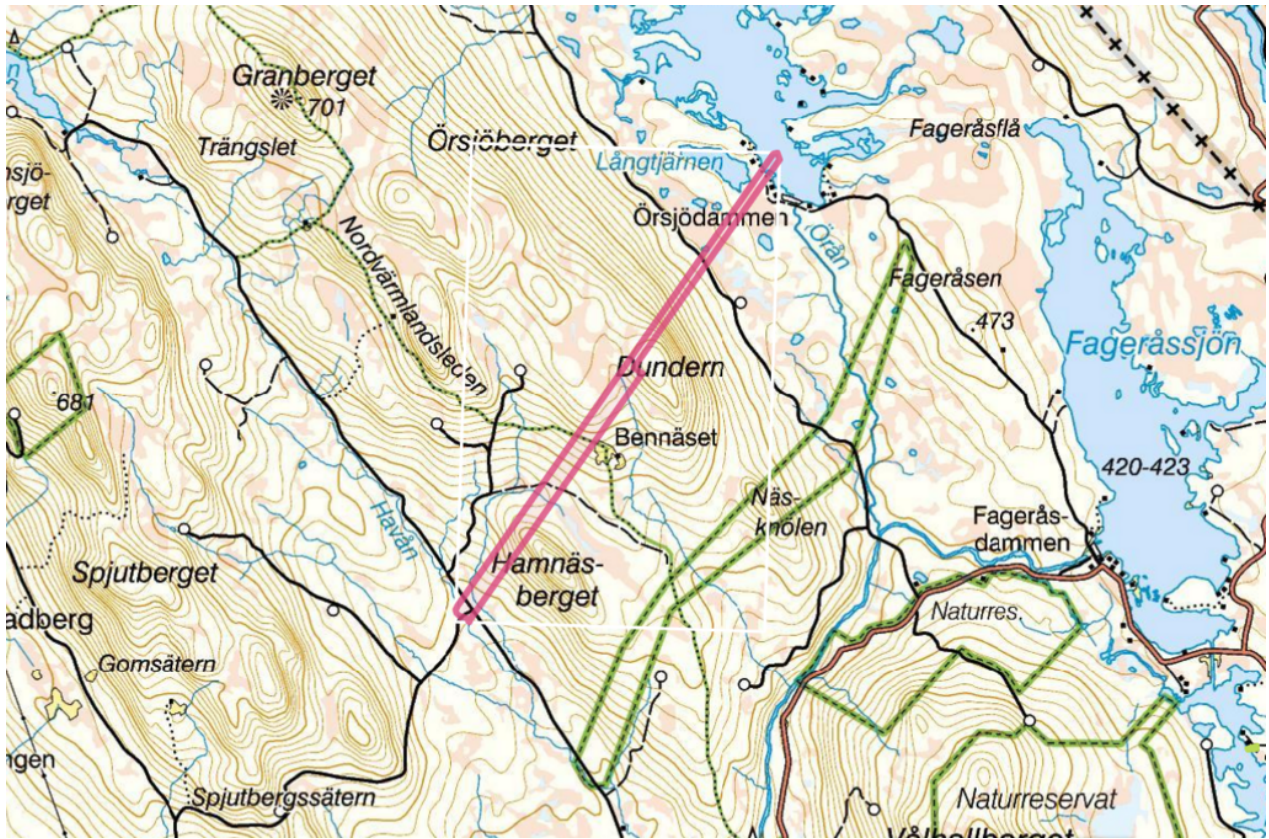 Granberget
701
Trängslet
Örsjöberget
Långtjärnen
Fageråsflå
Örsjödammen
Örån
Nordvärmlandsleden
Fageråsen
473
Fageråssjön
Dundern
681
Bennäset
420-423
Näs-
knölen
Havån
Fagerås-
dammen
Hamnäs-
berget
Spjutberget
Naturres.
adberg
Gomsätern
ngen
Spjutbergssätern
Naturreservat